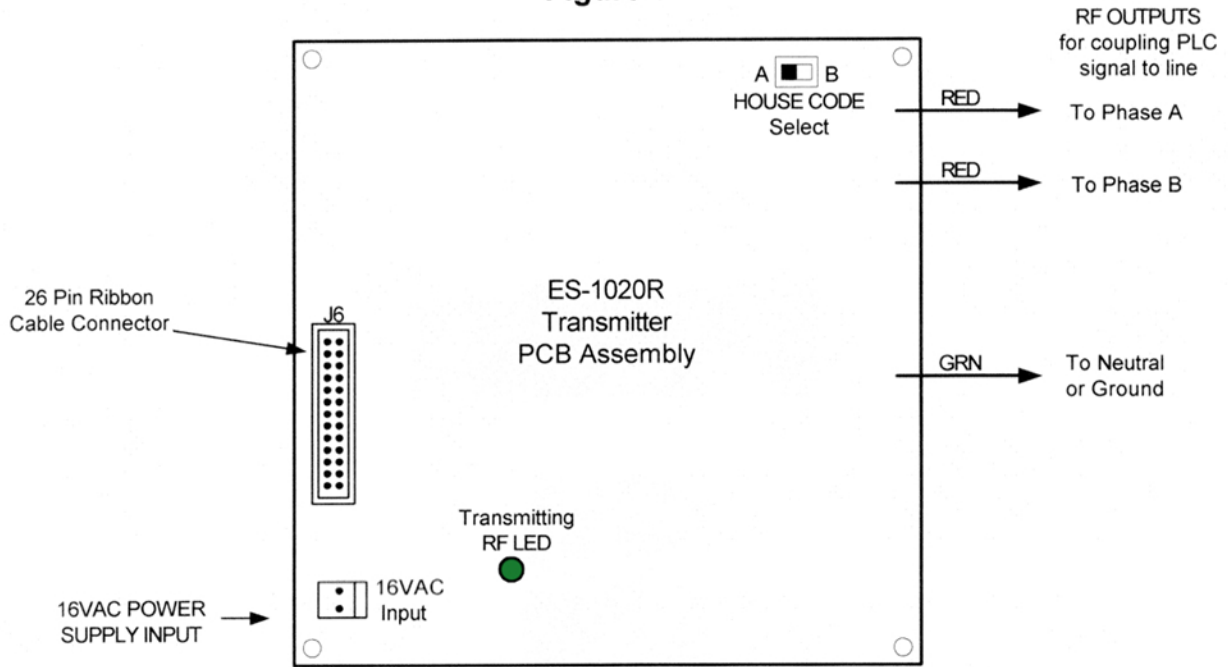 RF OUTPUTS
for coupling PLC
signal to line
A B
HOUSE CODE
Select
RED
To Phase A
RED
To Phase B
ES-1020R
Transmitter
PCB Assembly
26 Pin Ribbon
Cable Connector
J6
GRN
To Neutral
or Ground
Transmitting
RF LED
16VAC
Input
16VAC POWER
SUPPLY INPUT